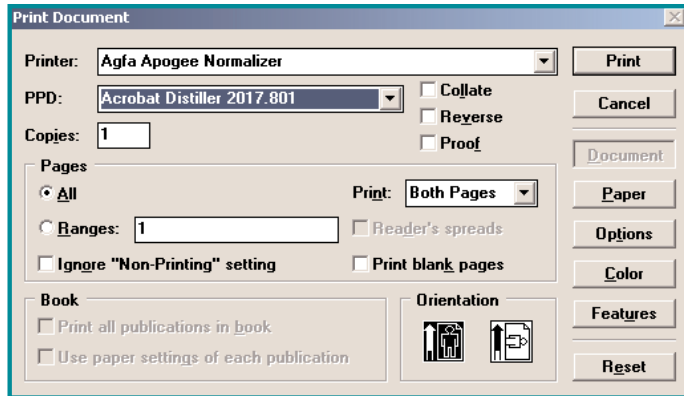 Print Document
Printer: Agfa Apogee Normalizer Print
PPD: Acrobat Distiller 2017.801 Collate Cancel
Reverse
Copies: 1 Proof
Document
Pages
All Print: Both Pages Paper
Ranges: 1 Reader's spreads Options
Ignore "Non-Printing" setting Print blank pages
Color
Book Orientation
Features
Print all publications in book
Use paper settings of each publication
Reset